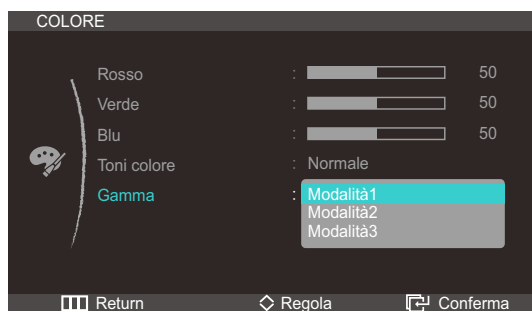 COLORE
Rosso : 50
Verde : 50
Blu : 50
Toni colore : Normale
Gamma : Modalità1
Modalità2
Modalità3
Return Regola Conferma